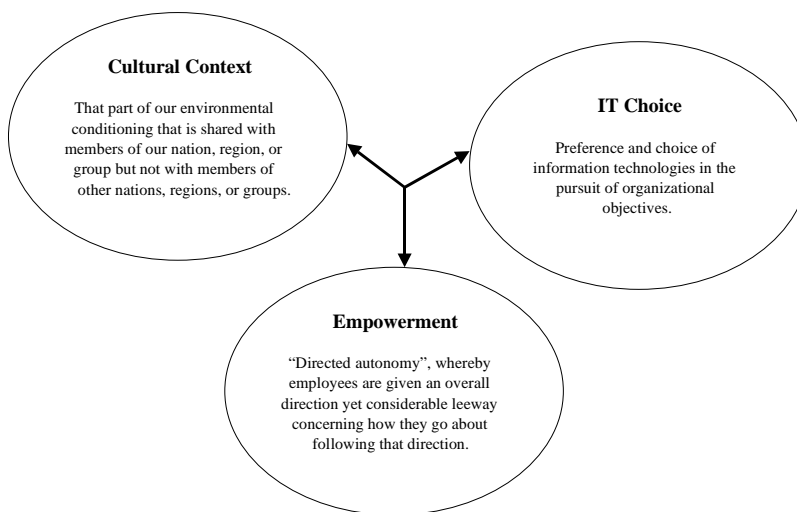 Cultural Context
That part of our environmental
conditioning that is shared with
members of our nation, region, or
group but not with members of
other nations, regions, or groups.
IT Choice
Preference and choice of
information technologies in the
pursuit of organizational
objectives.
Empowerment
“Directed autonomy”, whereby
employees are given an overall
direction yet considerable leeway
concerning how they go about
following that direction.